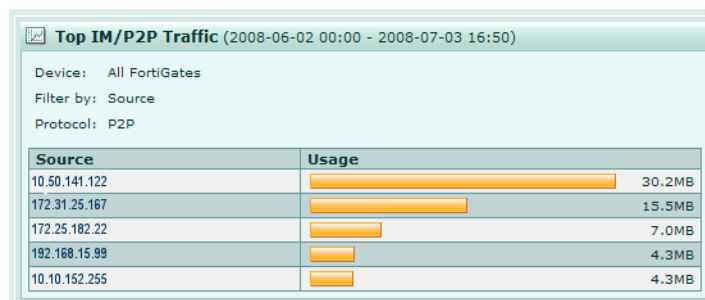 Top IM/P2P Traffic (2008-06-02 00:00 - 2008-07-03 16:50)
Device: All FortiGates
Filter by: Source
Protocol: P2P
Source Usage
10.50.141.122 30.2MB
172.31.25.167 15.5MB
172.25.182.22 7.0MB
192.168.15.99 4.3MB
10.10.152.255 4.3MB